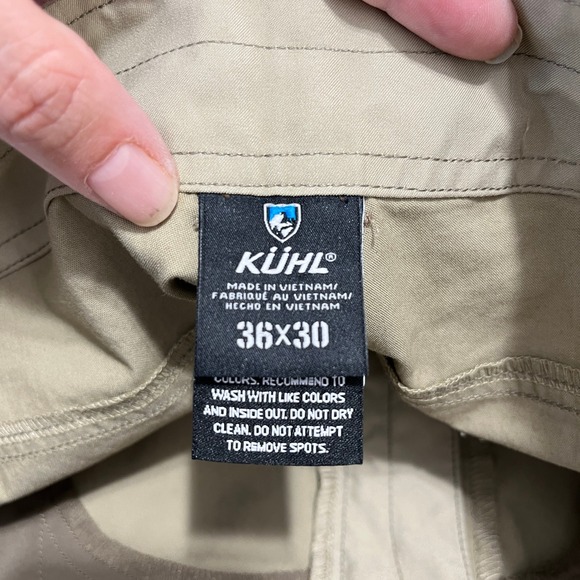 KÜHL®
MADE IN VIETNAM/
FABRIQUÉ AU VIETNAM/
HECHO EN VIETNAM
36X30
COLORS. RECOMMEND TO
WASH WITH LIKE COLORS
AND INSIDE OUT. DO NOT DRY
CLEAN. DO NOT ATTEMPT
TO REMOVE SPOTS.